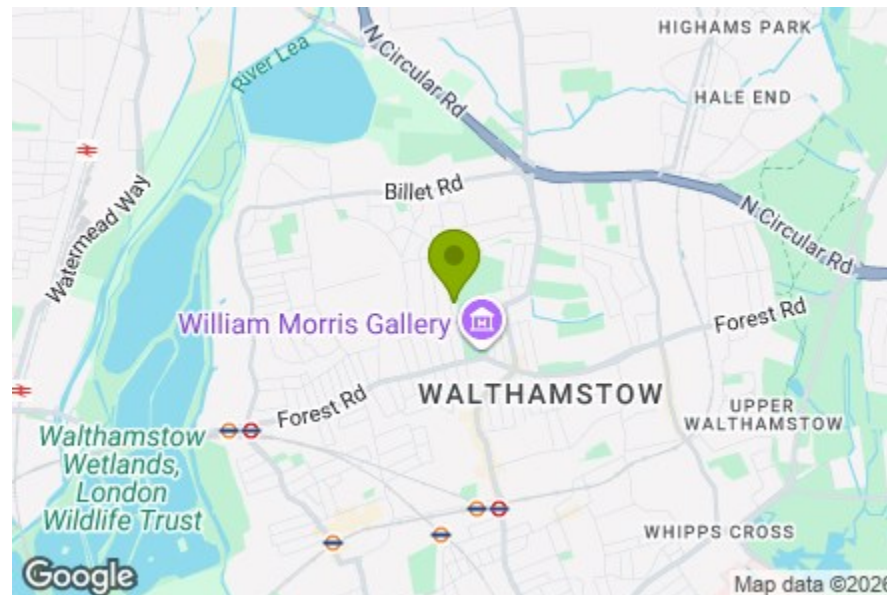 HIGHAMS PARK
River Lea
N Circular Rd
HALE END
Billet Rd
Watermead Way
N Circular Rd
William Morris Gallery
Forest Rd
WALTHAMSTOW
Forest Rd
UPPER
WALTHAMSTOW
Walthamstow
Wetlands,
London
Wildlife Trust
WHIPPS CROSS
Google
Map data ©2026